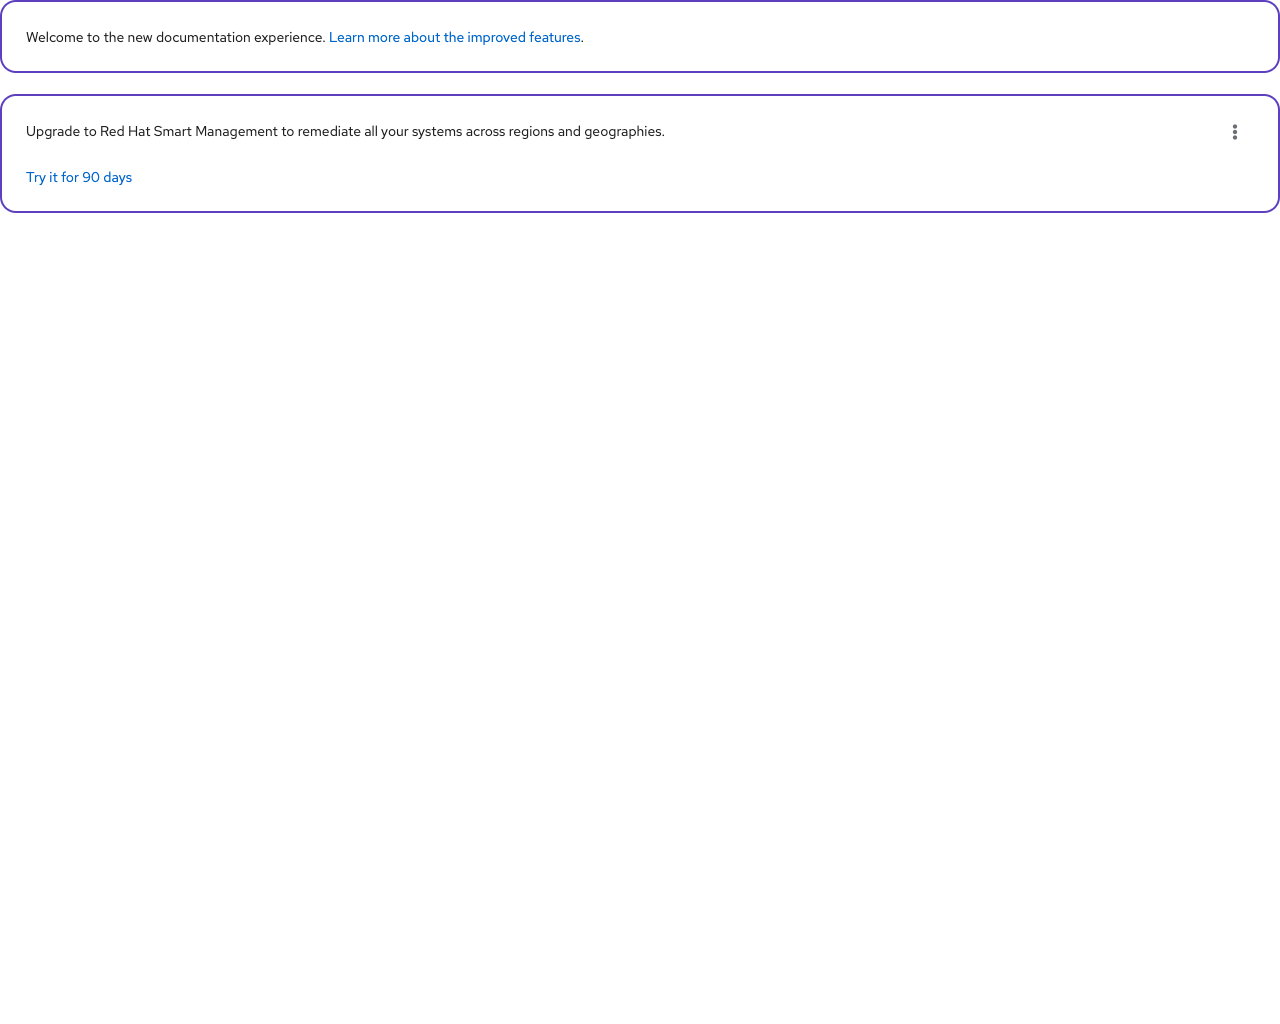 Welcome to the new documentation experience. Learn more about the improved features.
Upgrade to Red Hat Smart Management to remediate all your systems across regions and geographies.
Try it for 90 days